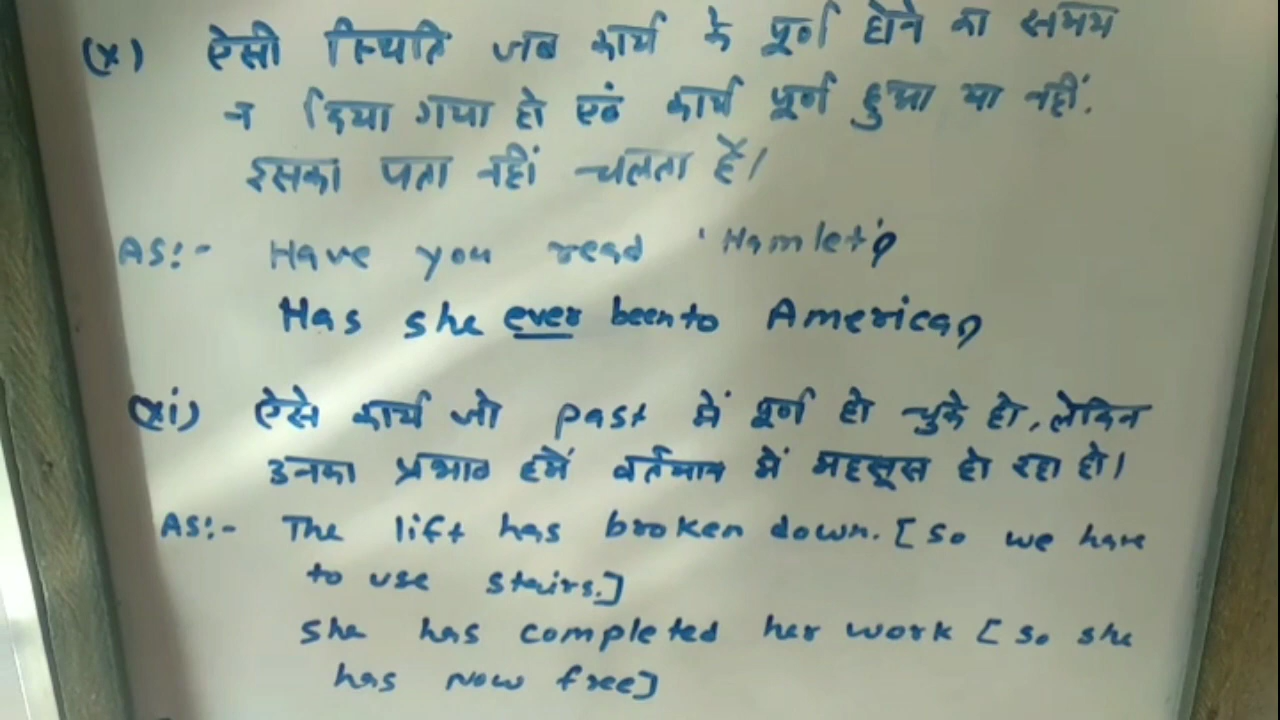 (x) ऐसी स्थिति जब कार्य के पूर्ण होने का समय
न दिया गया हो एवं कार्य पूर्ण हुआ या नहीं.
इसका पता नहीं चलता है।
AS:- Have you read 'Hamlet'?
Has she ever been to America?
(xi) ऐसे कार्य जो past में पूर्ण हो चुके हो, लेकिन
उनका प्रभाव हमें वर्तमान में महसूस हो रहा हो।
AS:- The lift has broken down. [So we have
to use stairs.]
She has completed her work [So she
has now free]